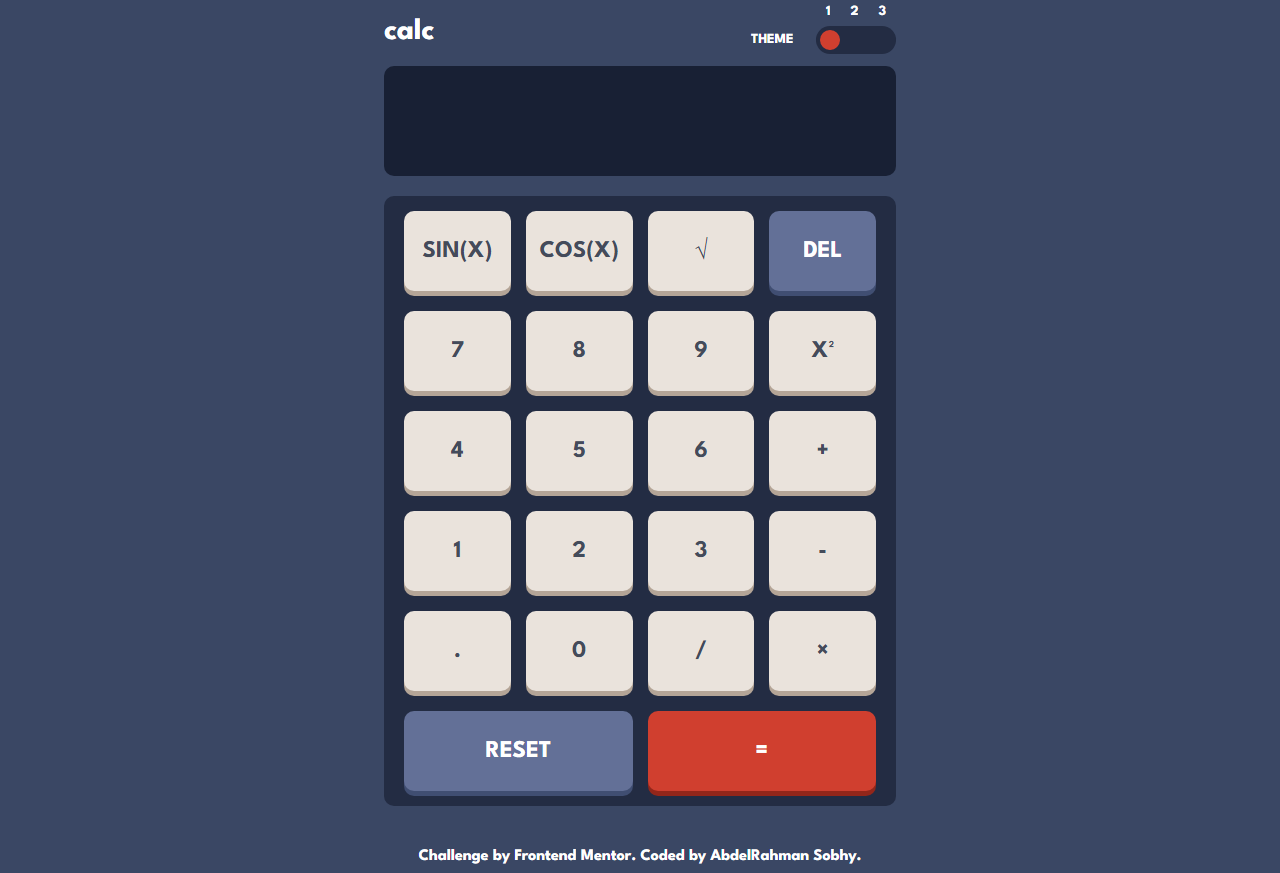 1 2 3
calc THEME
SIN(X) COS(X) √ DEL
7 8 9 X²
4 5 6 +
1 2 3 -
. 0 / ×
RESET =
Challenge by Frontend Mentor. Coded by AbdelRahman Sobhy.